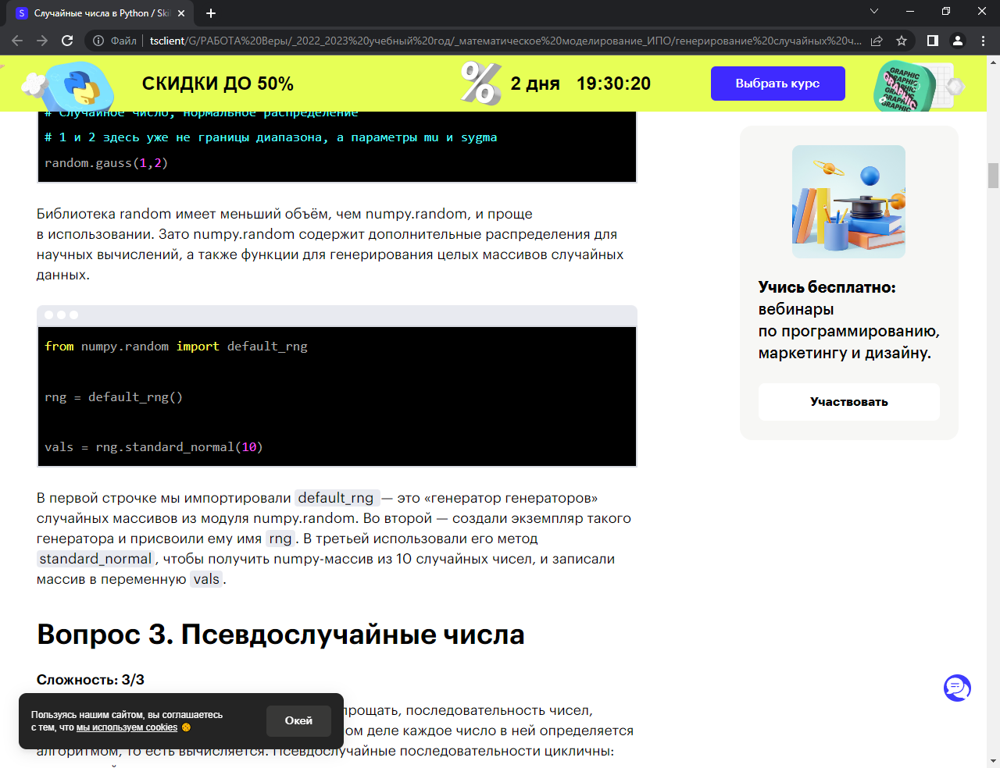 Случайные числа в Python / Ski
Файл
tsclient/G/РАБОТА%20Веры/_2022_2023%20учебный%20год/_математическое%20моделирование_ИПО/генерирование%20случайных%20ч...
СКИДКИ ДО 50%
%
2 дня 19:30:20
Выбрать курс
GRAPHIC
# Случайное число, нормальное распределение
# 1 и 2 здесь уже не границы диапазона, а параметры mu и sygma
random.gauss(1,2)
Библиотека random имеет меньший объём, чем numpy.random, и проще
в использовании. Зато numpy.random содержит дополнительные распределения для
научных вычислений, а также функции для генерирования целых массивов случайных
данных.
from numpy.random import default_rng
rng = default_rng()
vals = rng.standard_normal(10)
В первой строчке мы импортировали default_rng — это «генератор генераторов»
случайных массивов из модуля numpy.random. Во второй — создали экземпляр такого
генератора и присвоили ему имя rng. В третьей использовали его метод
standard_normal, чтобы получить numpy-массив из 10 случайных чисел, и записали
массив в переменную vals.
Вопрос 3. Псевдослучайные числа
Сложность: 3/3
прощать, последовательность чисел,
ом деле каждое число в ней определяется
алгоритмом, то есть вычисляется. Псевдослучайные последовательности цикличны:
Учись бесплатно:
вебинары
по программированию,
маркетингу и дизайну.
Участвовать
Пользуясь нашим сайтом, вы соглашаетесь
с тем, что мы используем cookies
Окей